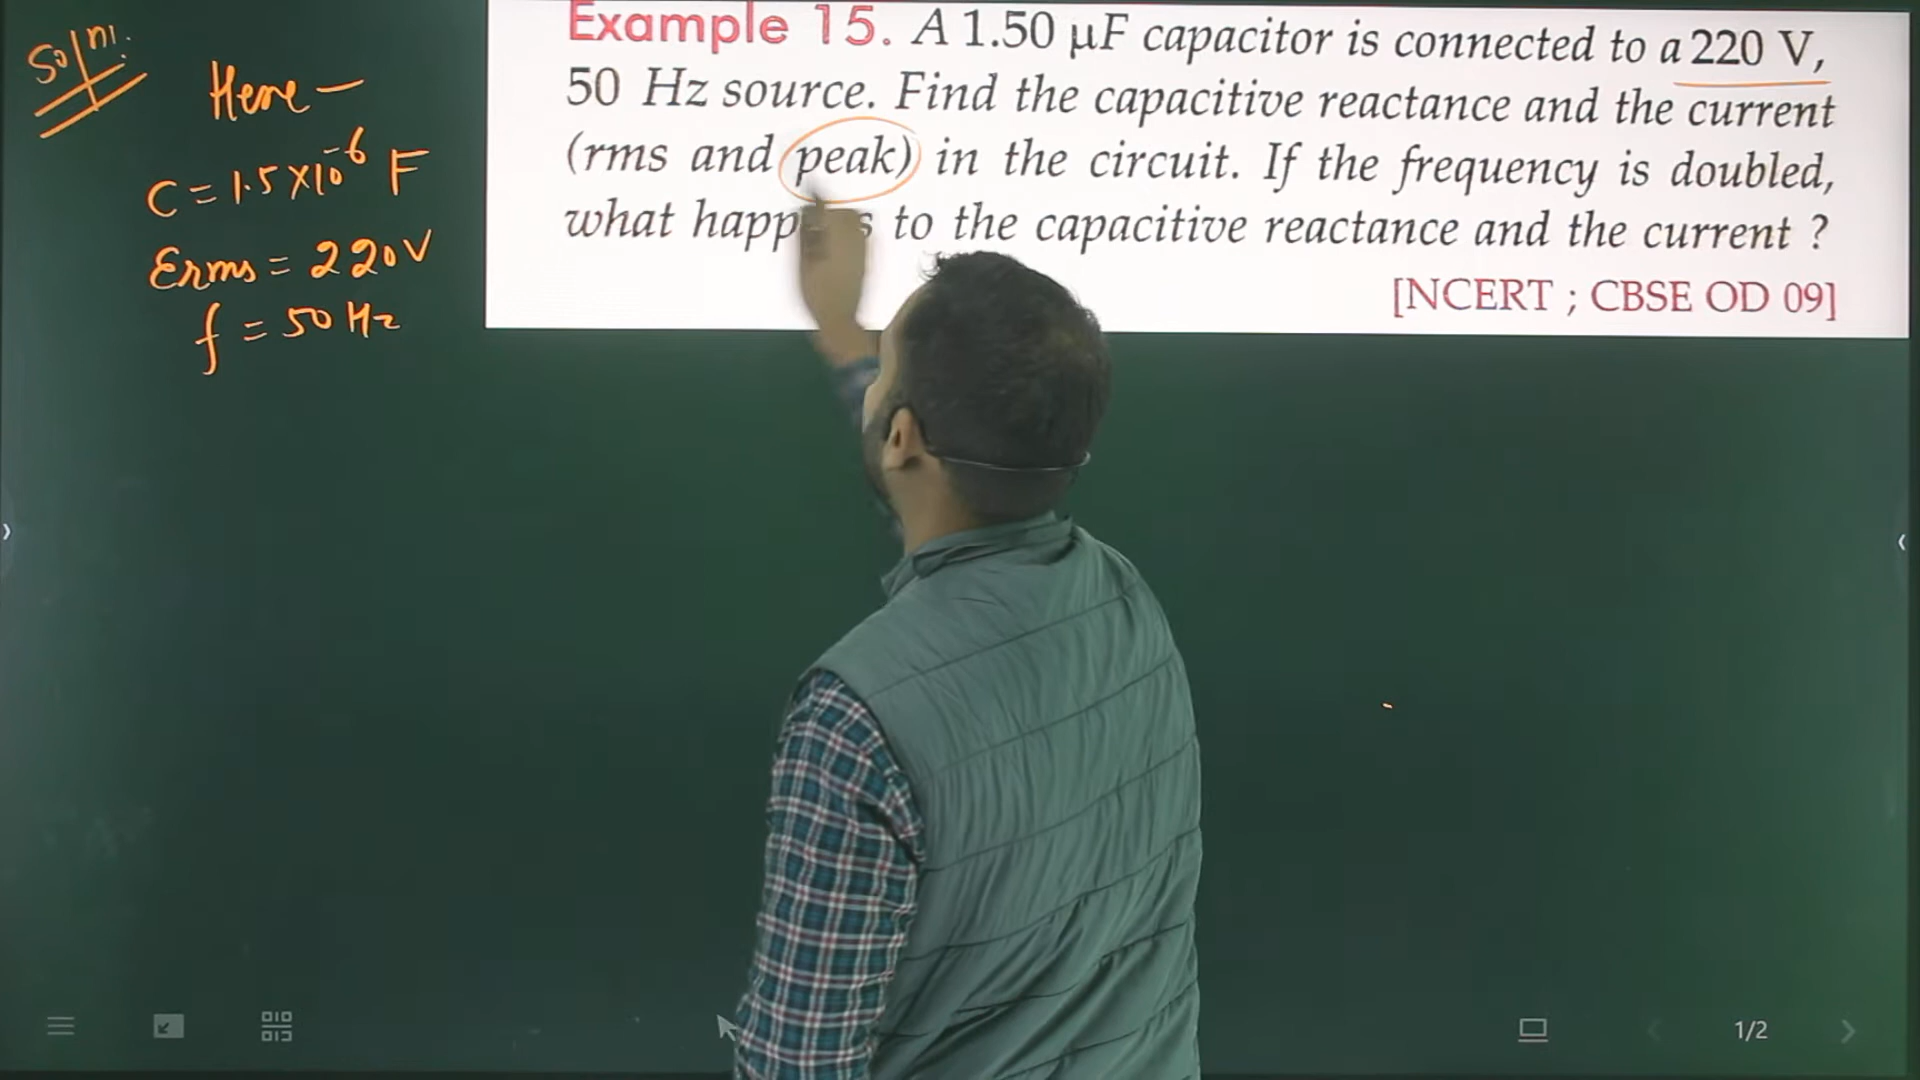 Soln.
Here -
C = 1.5×10⁻⁶ F
Erms = 220V
f = 50 Hz
Example 15. A 1.50 μF capacitor is connected to a 220 V,
50 Hz source. Find the capacitive reactance and the current
(rms and peak) in the circuit. If the frequency is doubled,
what to the capacitive reactance and the current ?
[NCERT ; CBSE OD 09]
1/2